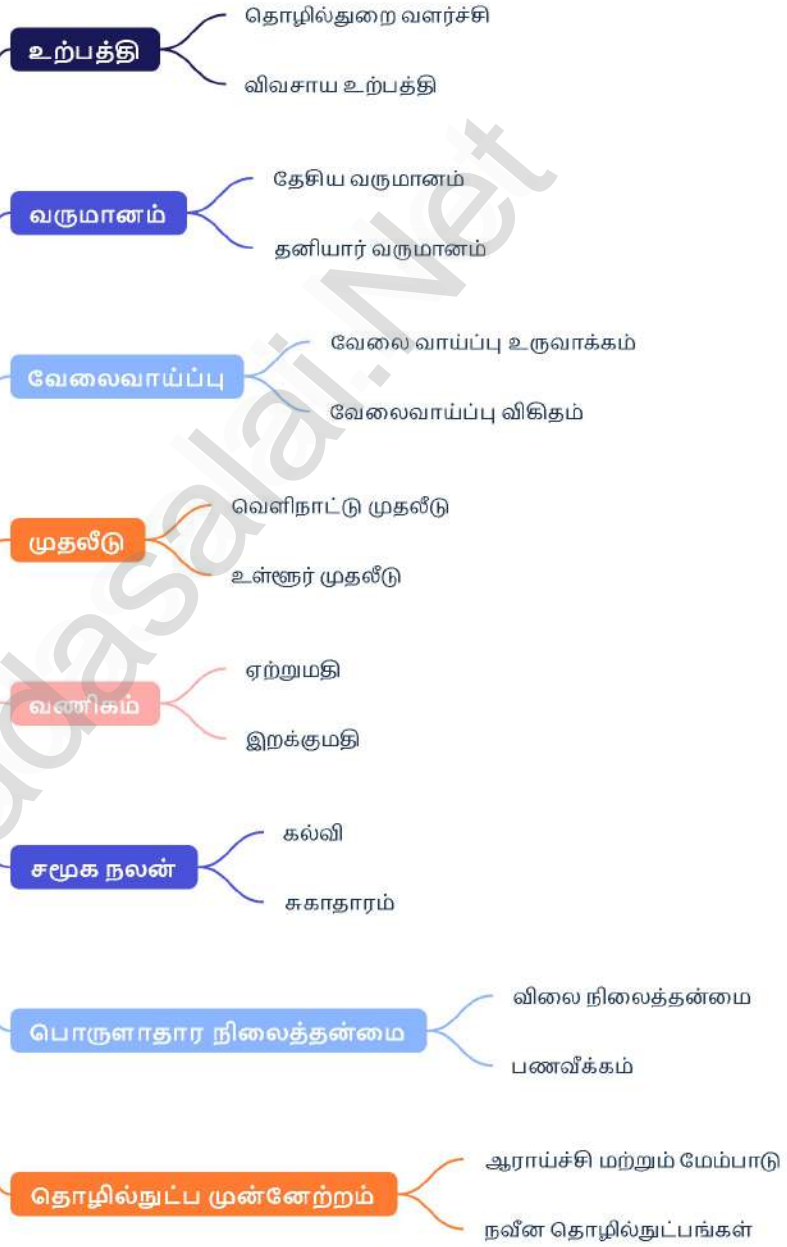 தொழில்துறை வளர்ச்சி
உற்பத்தி
விவசாய உற்பத்தி
தேசிய வருமானம்
வருமானம்
தனியார் வருமானம்
வேலை வாய்ப்பு உருவாக்கம்
வேலைவாய்ப்பு
வேலைவாய்ப்பு விகிதம்
வெளிநாட்டு முதலீடு
முதலீடு
உள்ளூர் முதலீடு
ஏற்றுமதி
வணிகம்
இறக்குமதி
கல்வி
சமூக நலன்
சுகாதாரம்
விலை நிலைத்தன்மை
பொருளாதார நிலைத்தன்மை
பணவீக்கம்
ஆராய்ச்சி மற்றும் மேம்பாடு
தொழில்நுட்ப முன்னேற்றம்
நவீன தொழில்நுட்பங்கள்
adasalai.Net